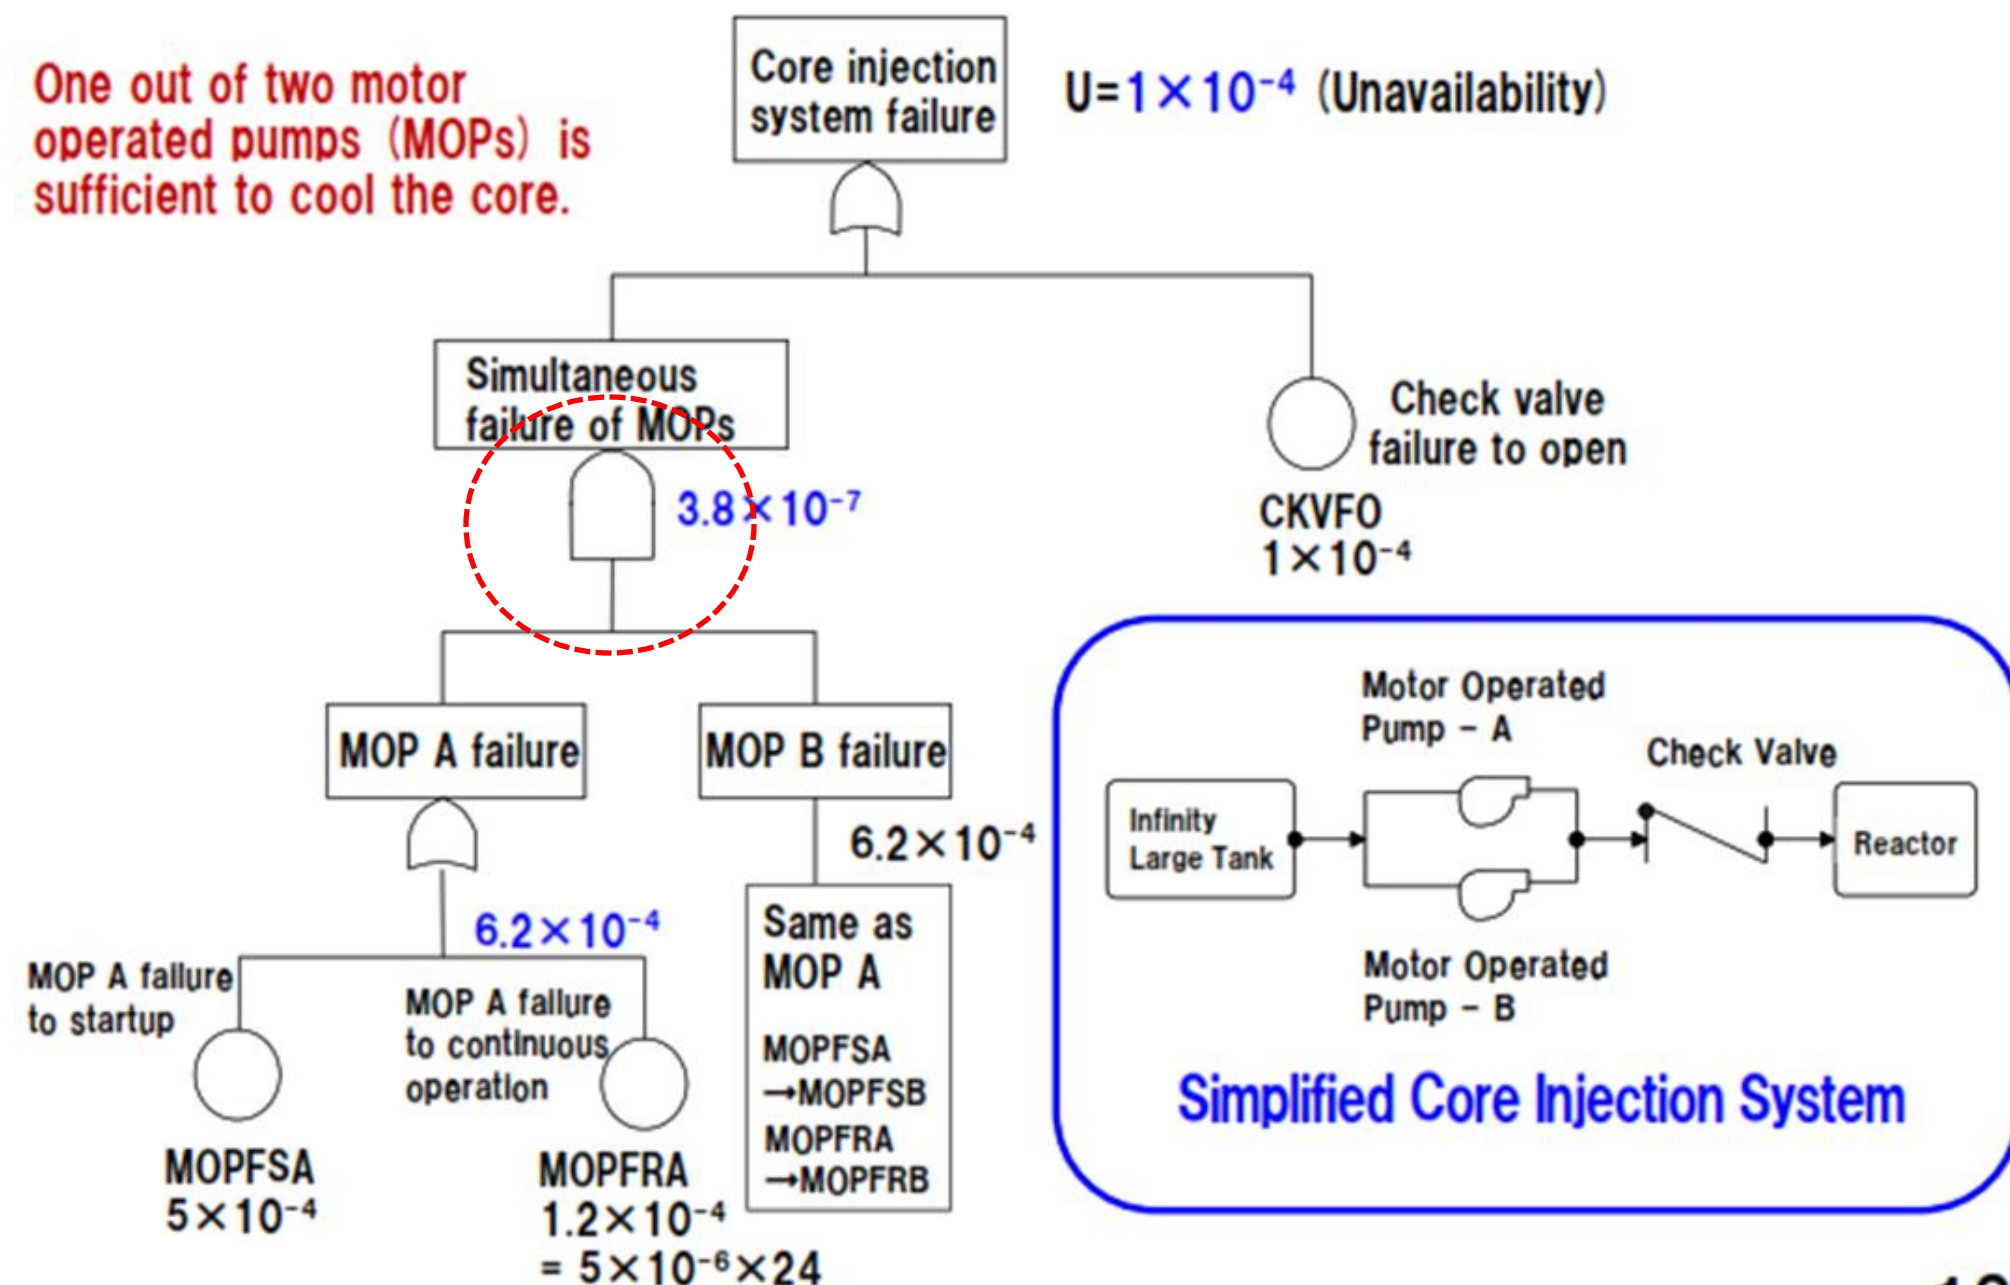 One out of two motor
operated pumps (MOPs) is
sufficient to cool the core.
Core injection
system failure
U=1×10⁻⁴ (Unavailability)
Simultaneous
failure of MOPs
3.8×10⁻⁷
Check valve
failure to open
CKVFO
1×10⁻⁴
MOP A failure
MOP B failure
6.2×10⁻⁴
6.2×10⁻⁴
MOP A failure
to startup
MOP A failure
to continuous
operation
MOPFSA
5×10⁻⁴
MOPFRA
1.2×10⁻⁴
= 5×10⁻⁶×24
Same as
MOP A
MOPFSA
→MOPFSB
MOPFRA
→MOPFRB
Motor Operated
Pump - A
Check Valve
Infinity
Large Tank
Reactor
Motor Operated
Pump - B
Simplified Core Injection System